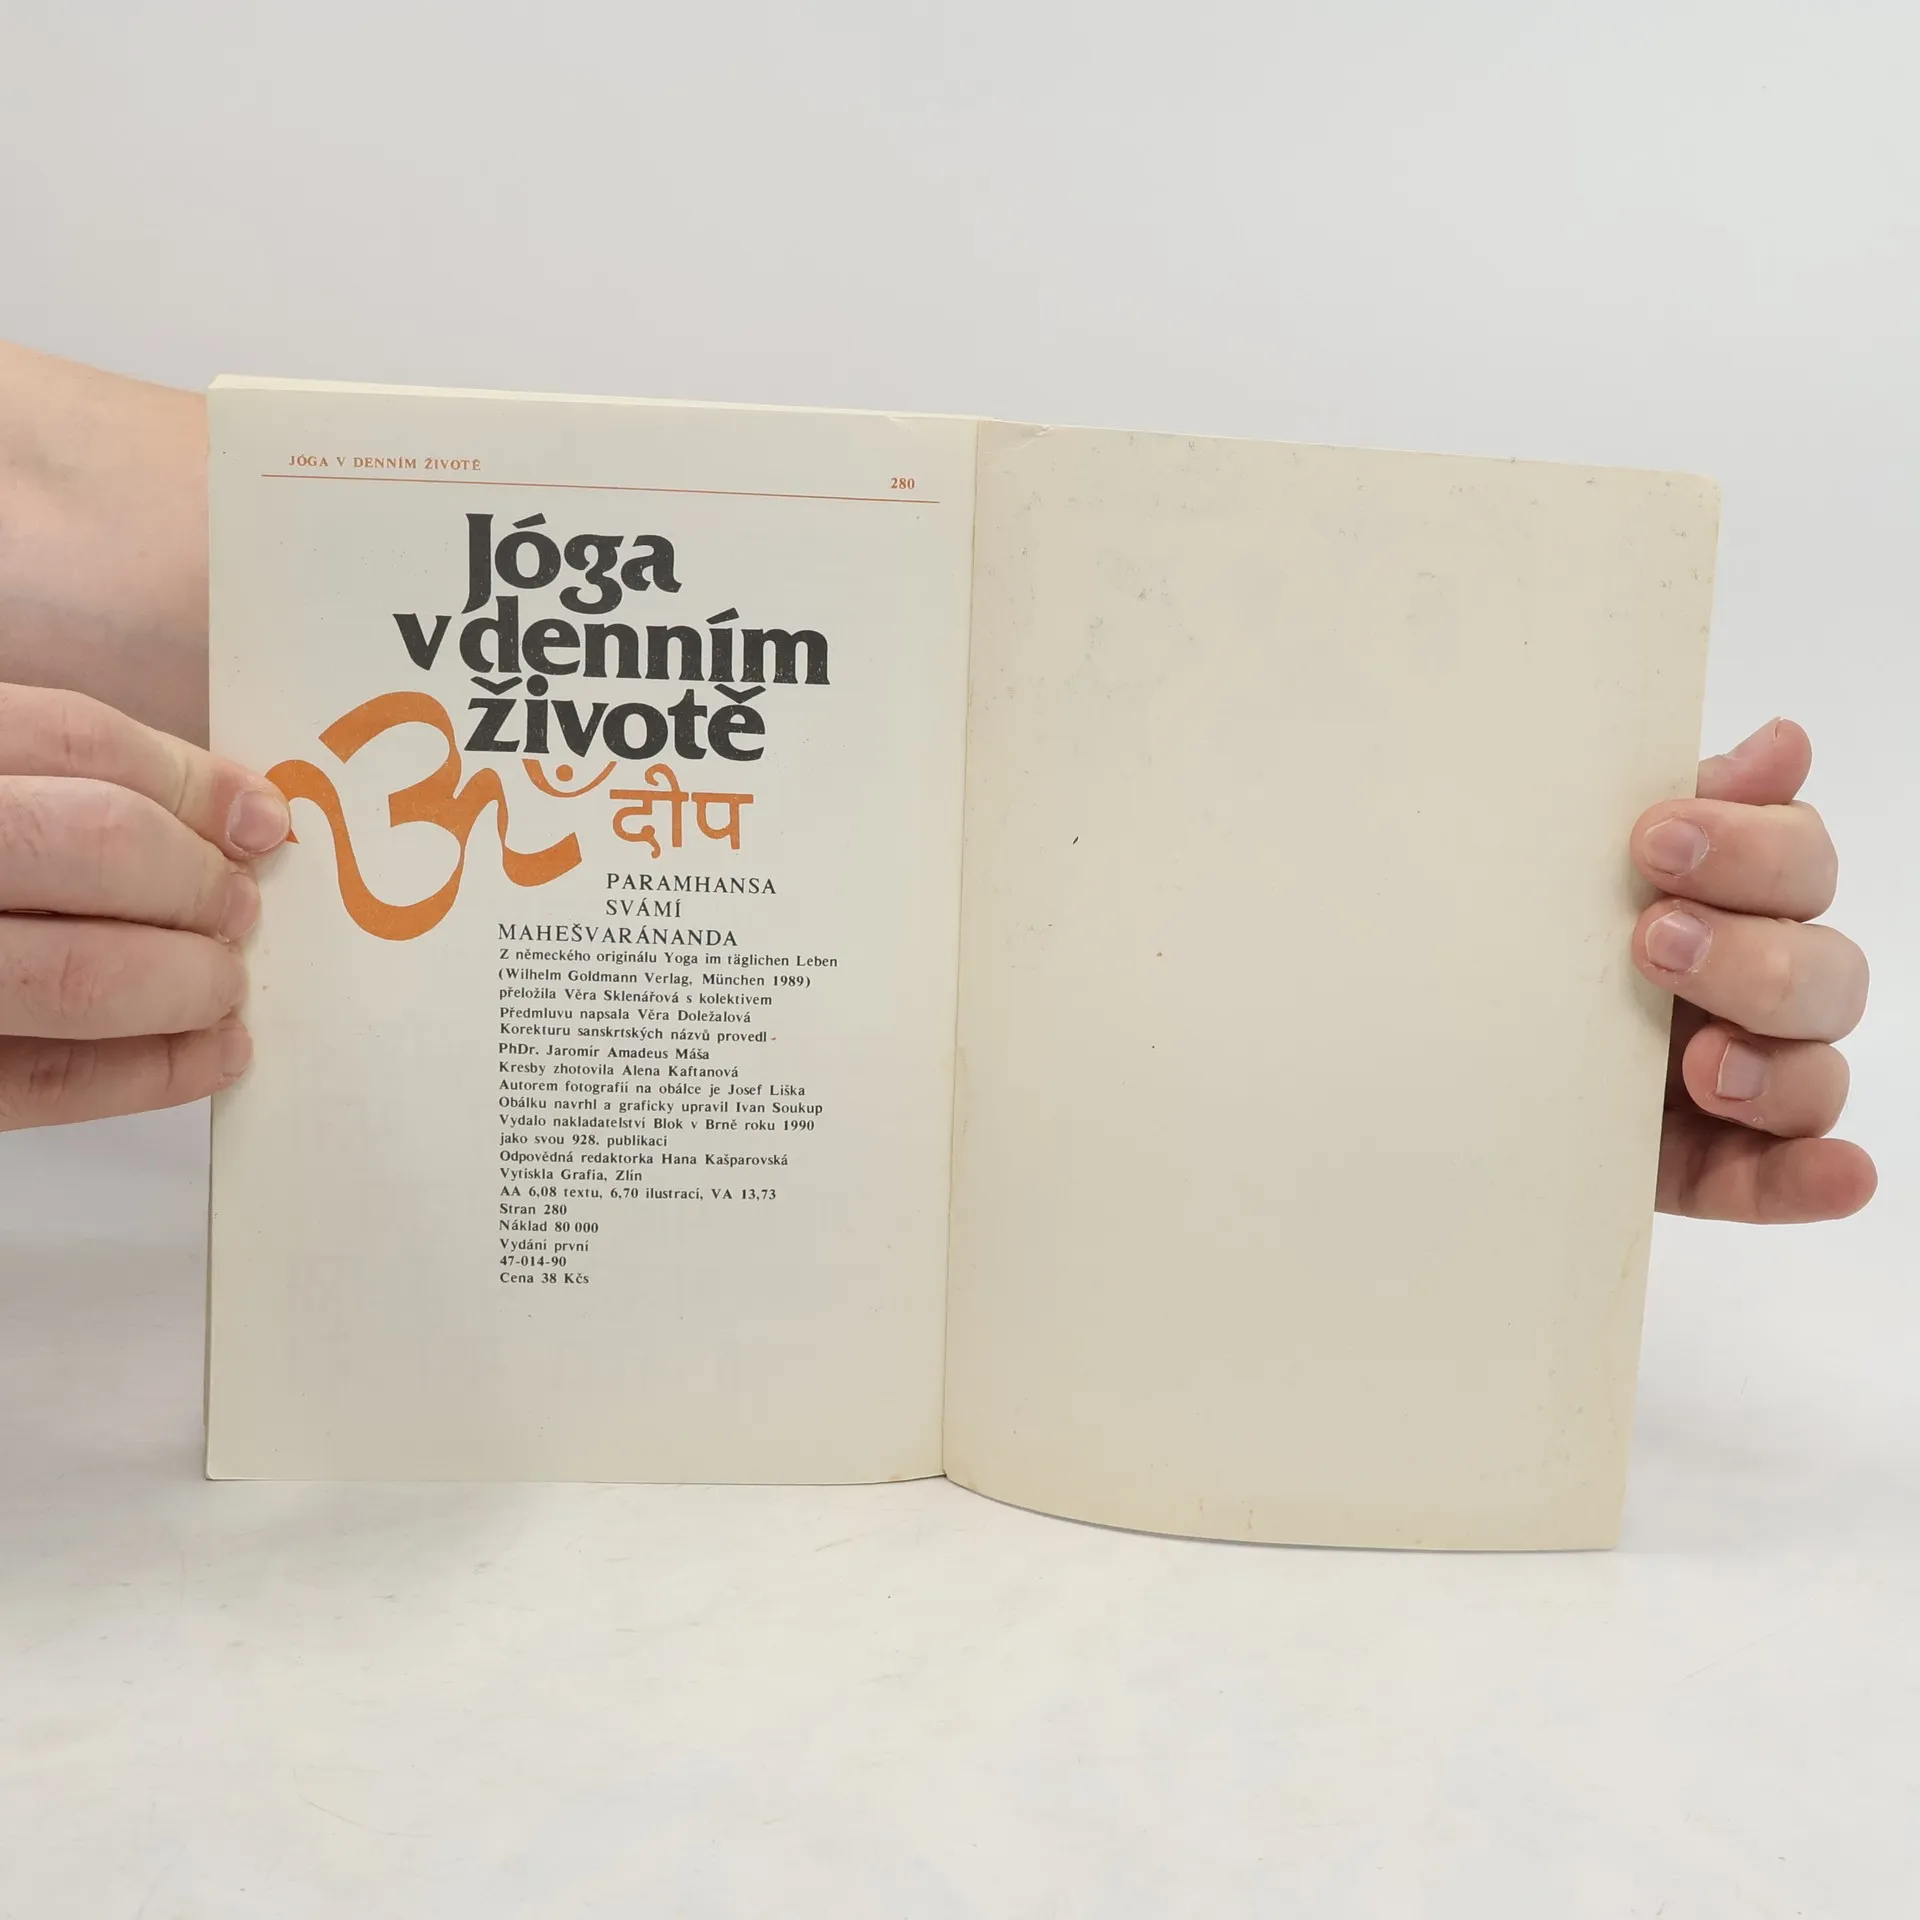 JÓGA V DENNÍM ŽIVOTĚ
280
Jóga
v denním
životě
ॐ दीप
PARAMHANSA
SVÁMÍ
MAHEŠVARÁNANDA
Z německého originálu Yoga im täglichen Leben
(Wilhelm Goldmann Verlag, München 1989)
přeložila Věra Sklenářová s kolektivem
Předmluvu napsala Věra Doležalová
Korekturu sanskrtských názvů provedl
PhDr. Jaromír Amadeus Máša
Kresby zhotovila Alena Kaftanová
Autorem fotografií na obálce je Josef Liška
Obálku navrhl a graficky upravil Ivan Soukup
Vydalo nakladatelství Blok v Brně roku 1990
jako svou 928. publikaci
Odpovědná redaktorka Hana Kašparovská
Vytiskla Grafia, Zlín
AA 6,08 textu, 6,70 ilustrací, VA 13,73
Stran 280
Náklad 80 000
Vydání první
47-014-90
Cena 38 Kčs